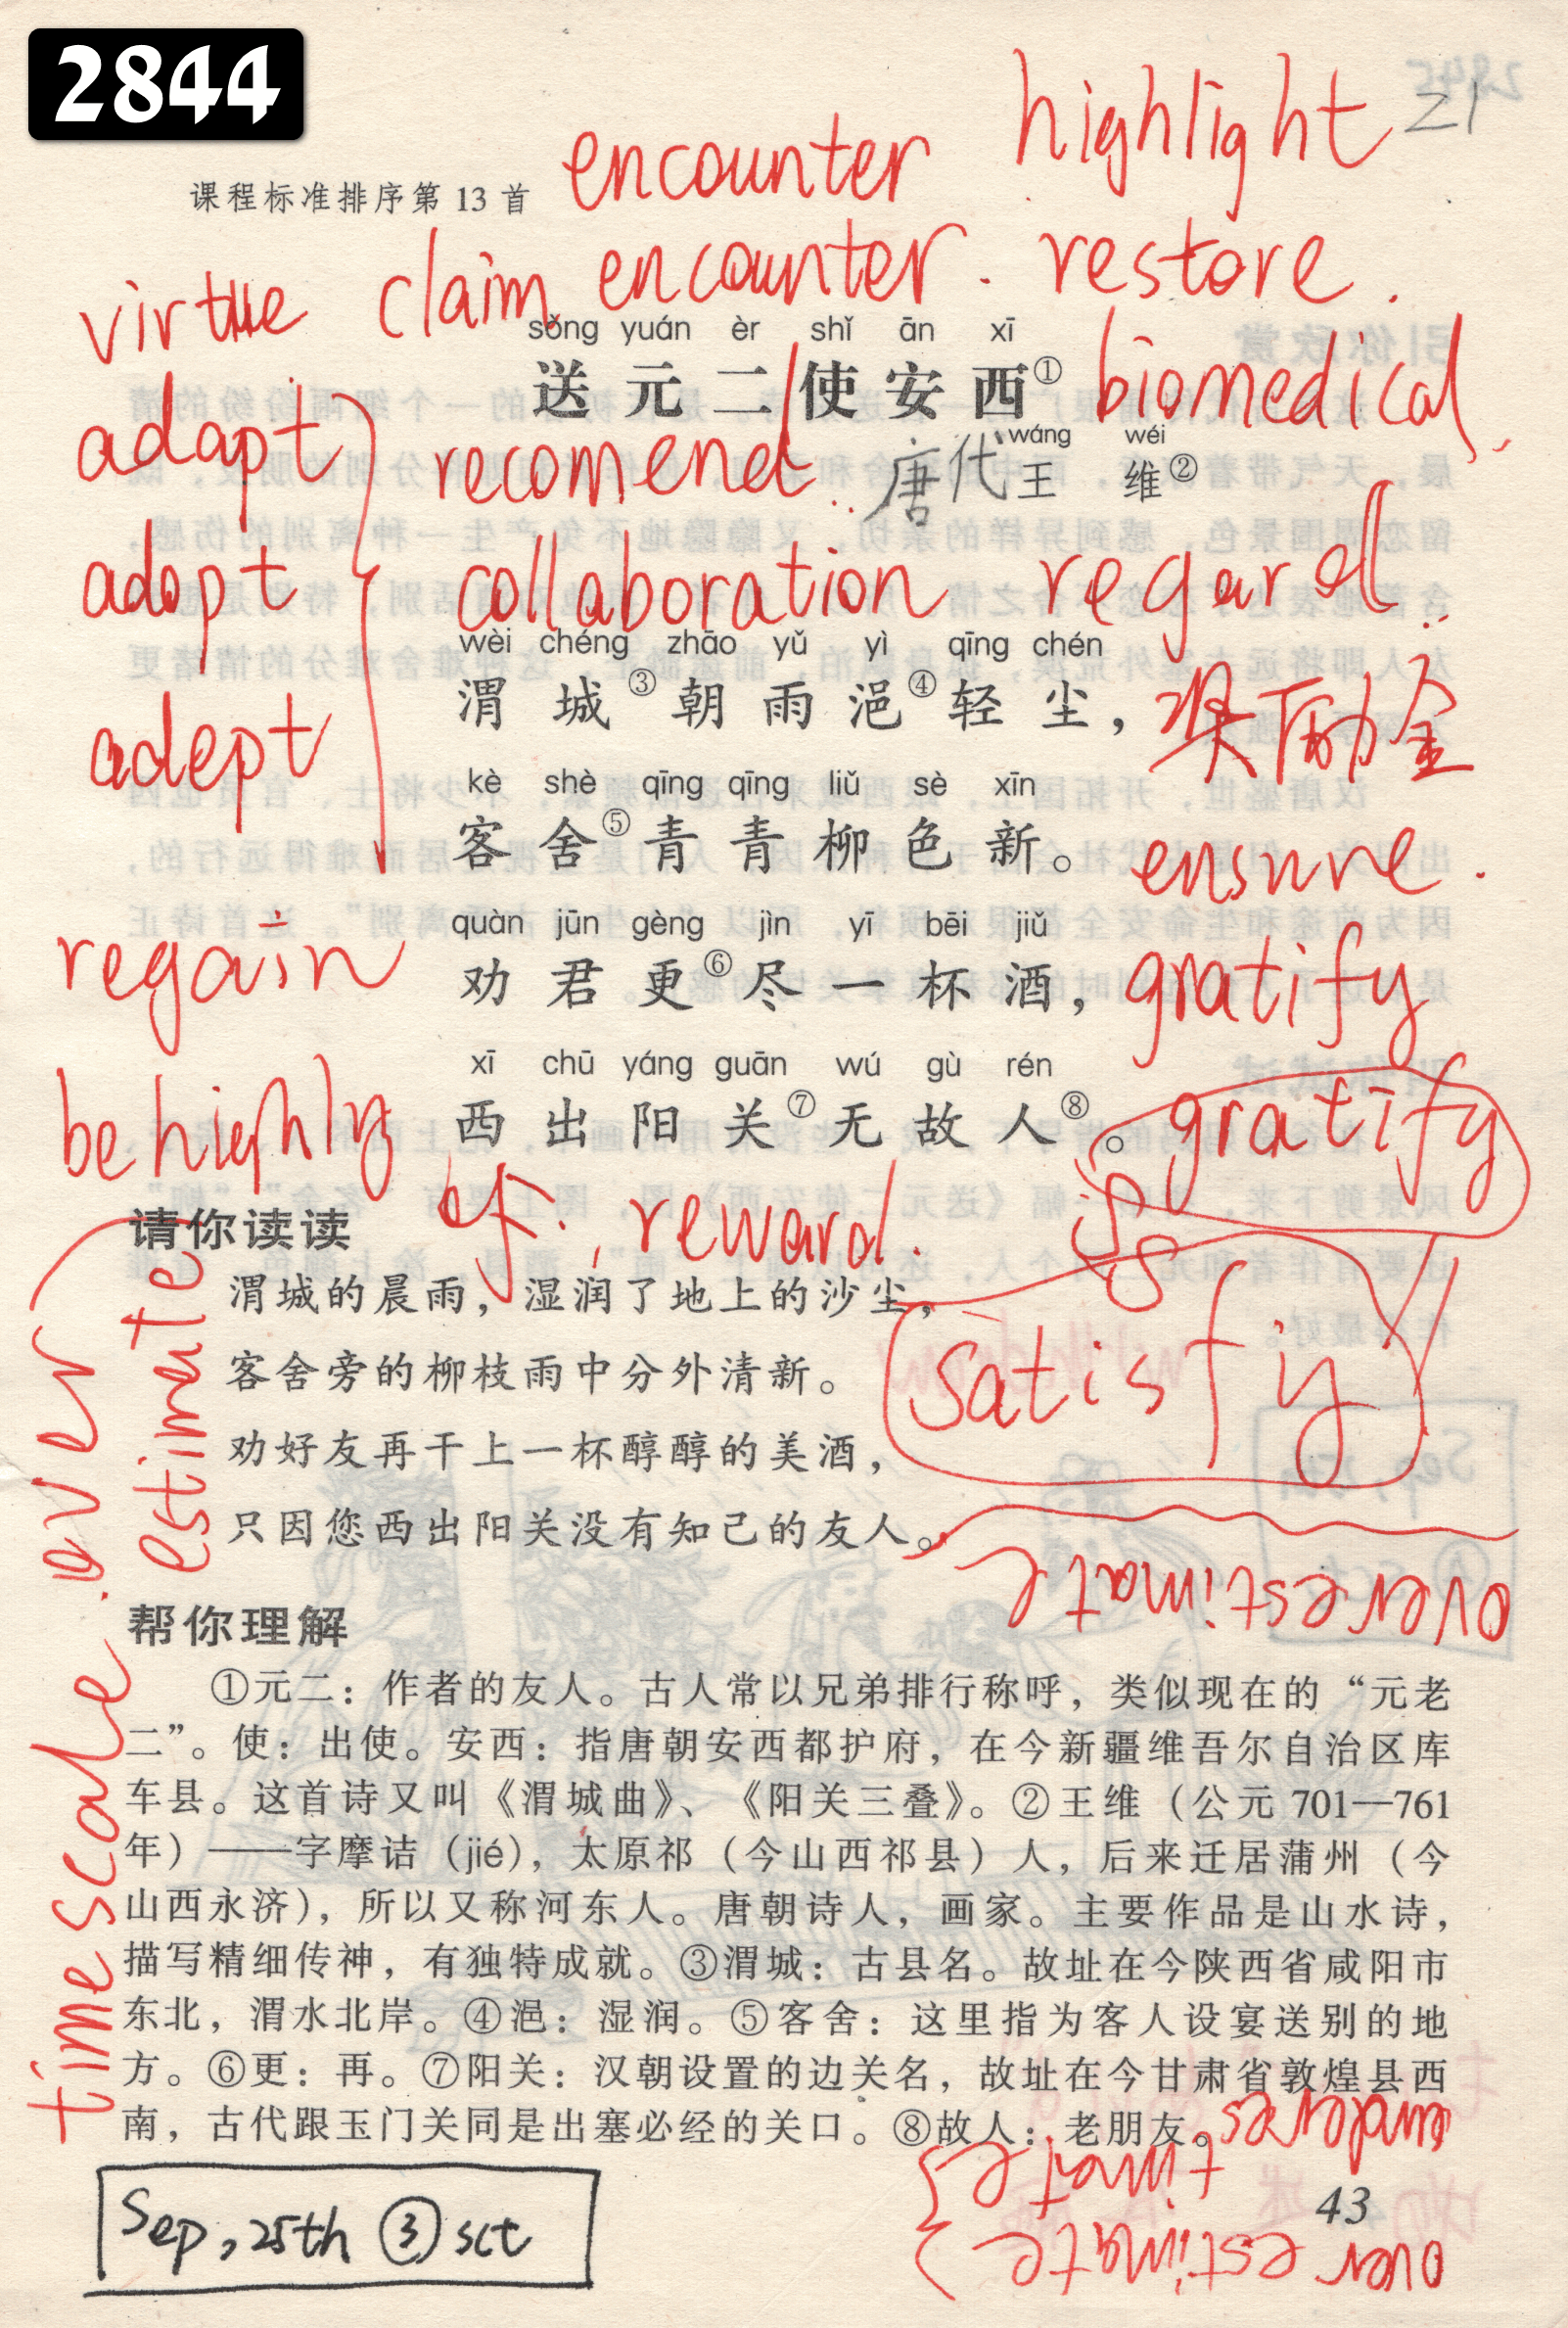 2844
highlight
21
encounter
课程标准排序第 13 首
virtue claim encounter. restore.
sòng yuán èr shǐ ān xī
送元二使安西①
biomedical
adapt
recomend..
唐代
wáng wéi
王维②
adopt
collaboration regard..
wèi chéng zhāo yǔ yì qīng chén
渭城③朝雨浥④轻尘，
奖励金
adept
kè shè qīng qīng liǔ sè xīn
客舍⑤青青柳色新。
ensure.
quàn jūn gèng jìn yī bēi jiǔ
劝君更⑥尽一杯酒，
regain
gratify
xī chū yáng guān wú gù rén
西出阳关⑦无故人⑧。
be highly
gratify
of. reward.
请你读读
渭城的晨雨，湿润了地上的沙尘，
客舍旁的柳枝雨中分外清新。
satisfy
劝好友再干上一杯醇醇的美酒，
只因您西出阳关没有知己的友人。
over
estimate
overestimate
帮你理解
①元二：作者的友人。古人常以兄弟排行称呼，类似现在的“元老
二”。使：出使。安西：指唐朝安西都护府，在今新疆维吾尔自治区库
车县。这首诗又叫《渭城曲》、《阳关三叠》。②王维（公元 701—761
年）——字摩诘（jié），太原祁（今山西祁县）人，后来迁居蒲州（今
山西永济），所以又称河东人。唐朝诗人，画家。主要作品是山水诗，
描写精细传神，有独特成就。③渭城：古县名。故址在今陕西省咸阳市
东北，渭水北岸。④浥：湿润。⑤客舍：这里指为客人设宴送别的地
方。⑥更：再。⑦阳关：汉朝设置的边关名，故址在今甘肃省敦煌县西
南，古代跟玉门关同是出塞必经的关口。⑧故人：老朋友。
time scale.
underes
timate
over estimate
43
Sep, 25th ③ sct